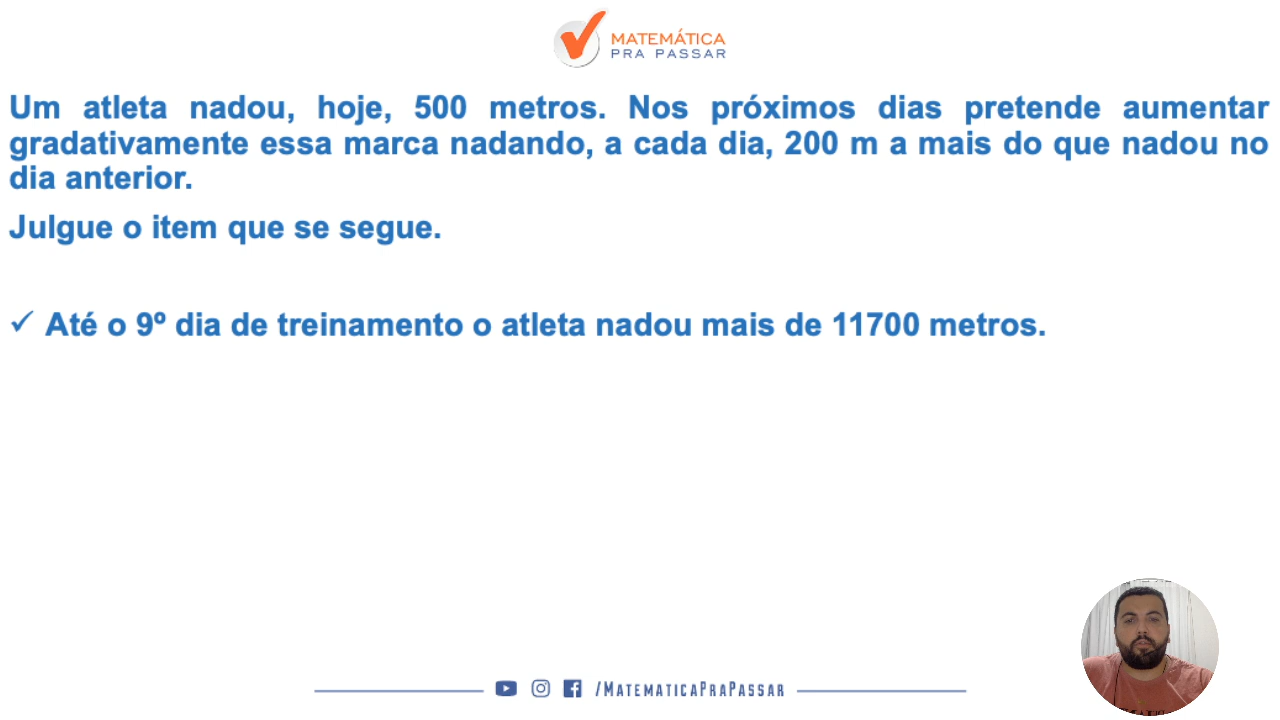 MATEMÁTICA
PRA PASSAR
Um atleta nadou, hoje, 500 metros. Nos próximos dias pretende aumentar
gradativamente essa marca nadando, a cada dia, 200 m a mais do que nadou no
dia anterior.
Julgue o item que se segue.
✓ Até o 9º dia de treinamento o atleta nadou mais de 11700 metros.
/MATEMATICAPRAPASSAR